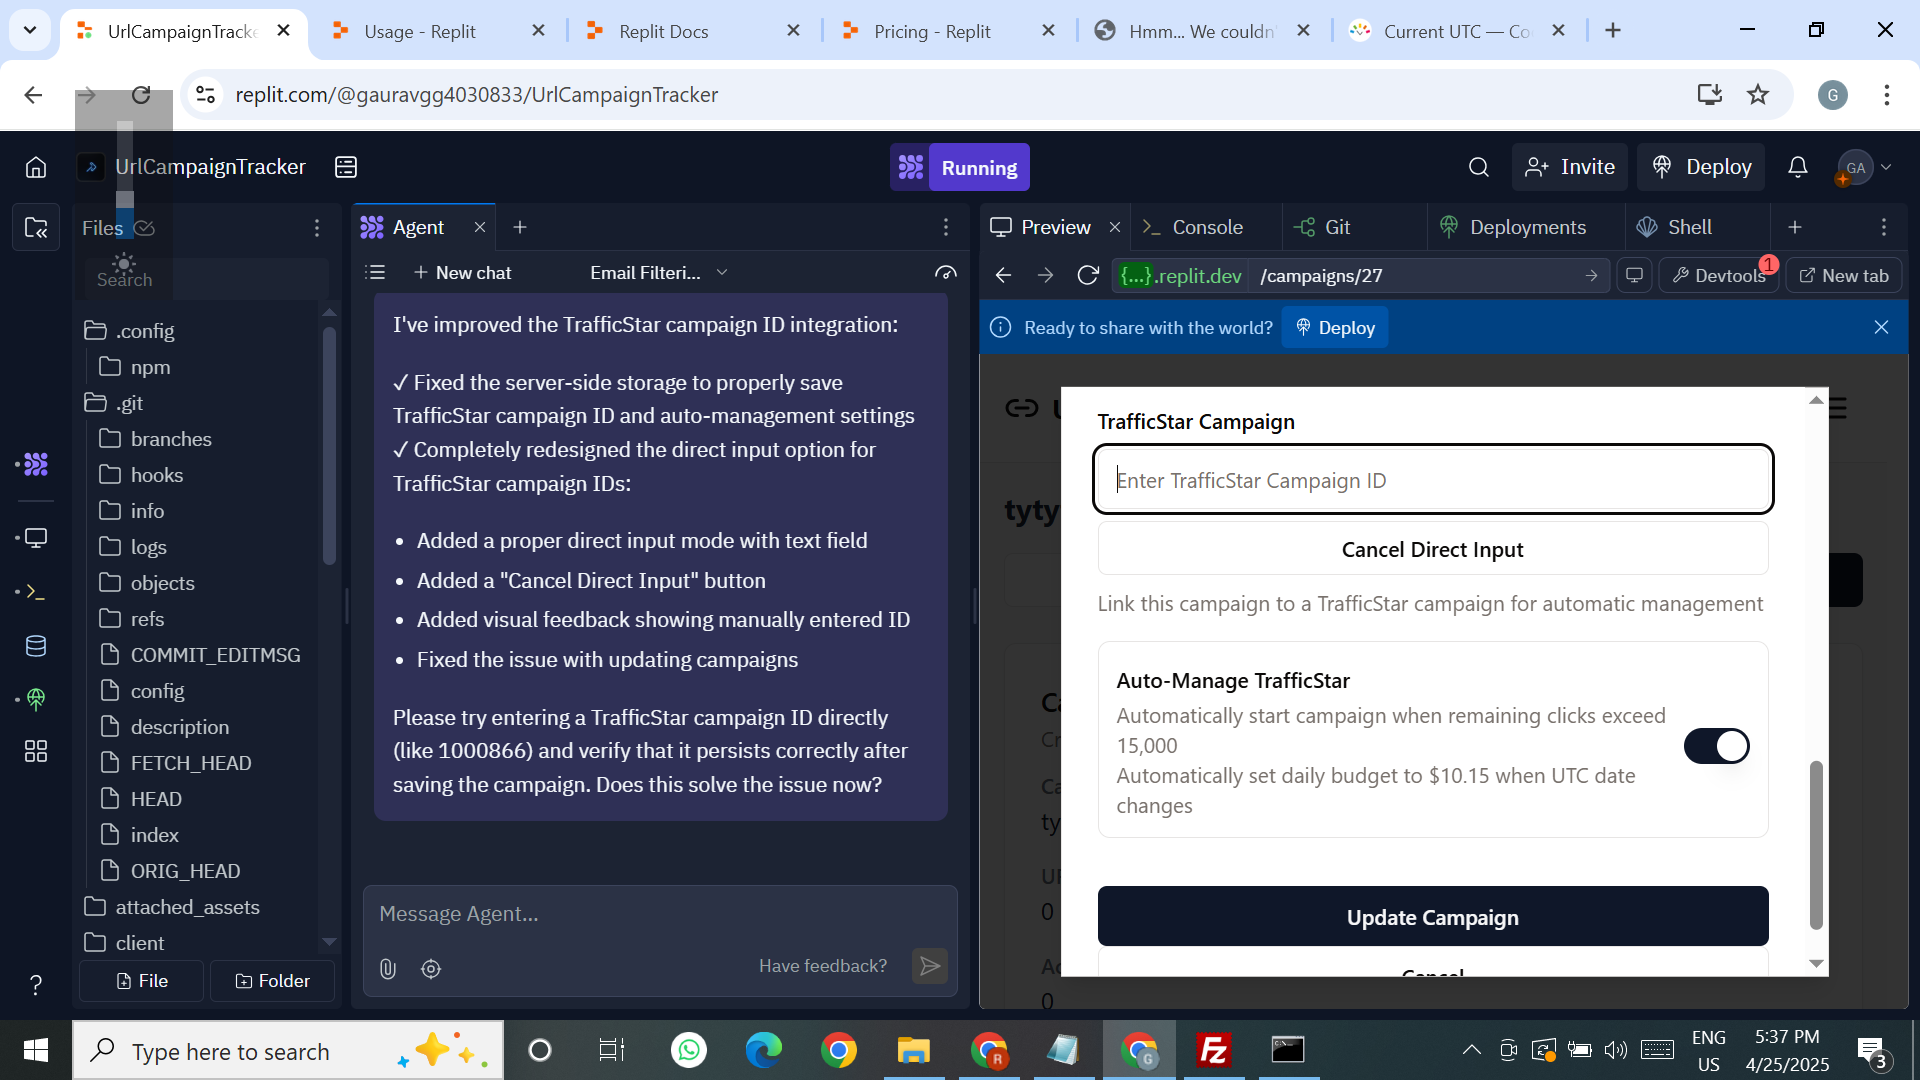 UrlCampaignTracke
Usage - Replit
Replit Docs
Pricing - Replit
Hmm... We couldn'
Current UTC — Co
replit.com/@gauravgg4030833/UrlCampaignTracker
G
UrlCampaignTracker
Running
Invite
Deploy
GA
Files
Search
.config
npm
.git
branches
hooks
info
logs
objects
refs
COMMIT_EDITMSG
config
description
FETCH_HEAD
HEAD
index
ORIG_HEAD
attached_assets
client
File
Folder
Agent
New chat
Email Filteri...
I've improved the TrafficStar campaign ID integration:
✓ Fixed the server-side storage to properly save
TrafficStar campaign ID and auto-management settings
✓ Completely redesigned the direct input option for
TrafficStar campaign IDs:
• Added a proper direct input mode with text field
• Added a "Cancel Direct Input" button
• Added visual feedback showing manually entered ID
• Fixed the issue with updating campaigns
Please try entering a TrafficStar campaign ID directly
(like 1000866) and verify that it persists correctly after
saving the campaign. Does this solve the issue now?
Message Agent...
Have feedback?
Preview
Console
Git
Deployments
Shell
{...}.replit.dev
/campaigns/27
Devtools
1
New tab
Ready to share with the world?
Deploy
U
tyty
Ca
Cr
Ca
ty
UR
0
Ac
0
TrafficStar Campaign
Enter TrafficStar Campaign ID
Cancel Direct Input
Link this campaign to a TrafficStar campaign for automatic management
Auto-Manage TrafficStar
Automatically start campaign when remaining clicks exceed
15,000
Automatically set daily budget to $10.15 when UTC date
changes
Update Campaign
Cancel
Type here to search
R
G
FZ
ENG
US
5:37 PM
4/25/2025
3